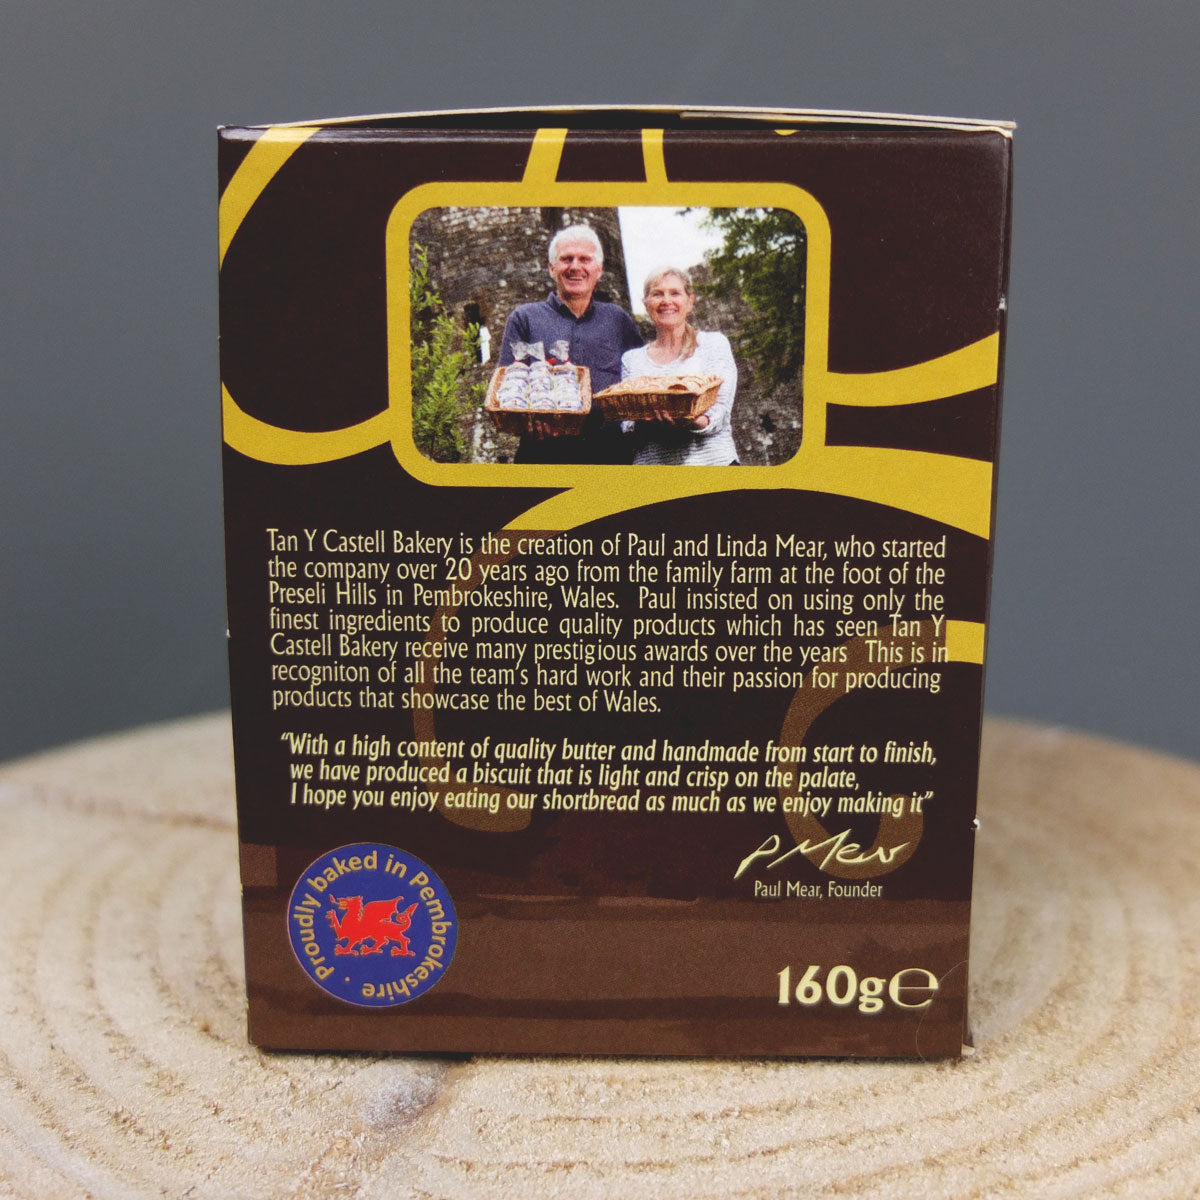 Tan Y Castell Bakery is the creation of Paul and Linda Mear, who started
the company over 20 years ago from the family farm at the foot of the
Preseli Hills in Pembrokeshire, Wales. Paul insisted on using only the
finest ingredients to produce quality products which has seen Tan Y
Castell Bakery receive many prestigious awards over the years This is in
recogniton of all the team's hard work and their passion for producing
products that showcase the best of Wales.
“With a high content of quality butter and handmade from start to finish,
we have produced a biscuit that is light and crisp on the palate,
I hope you enjoy eating our shortbread as much as we enjoy making it”
P Mear
Paul Mear, Founder
Proudly baked in Pembrokeshire ·
160g℮